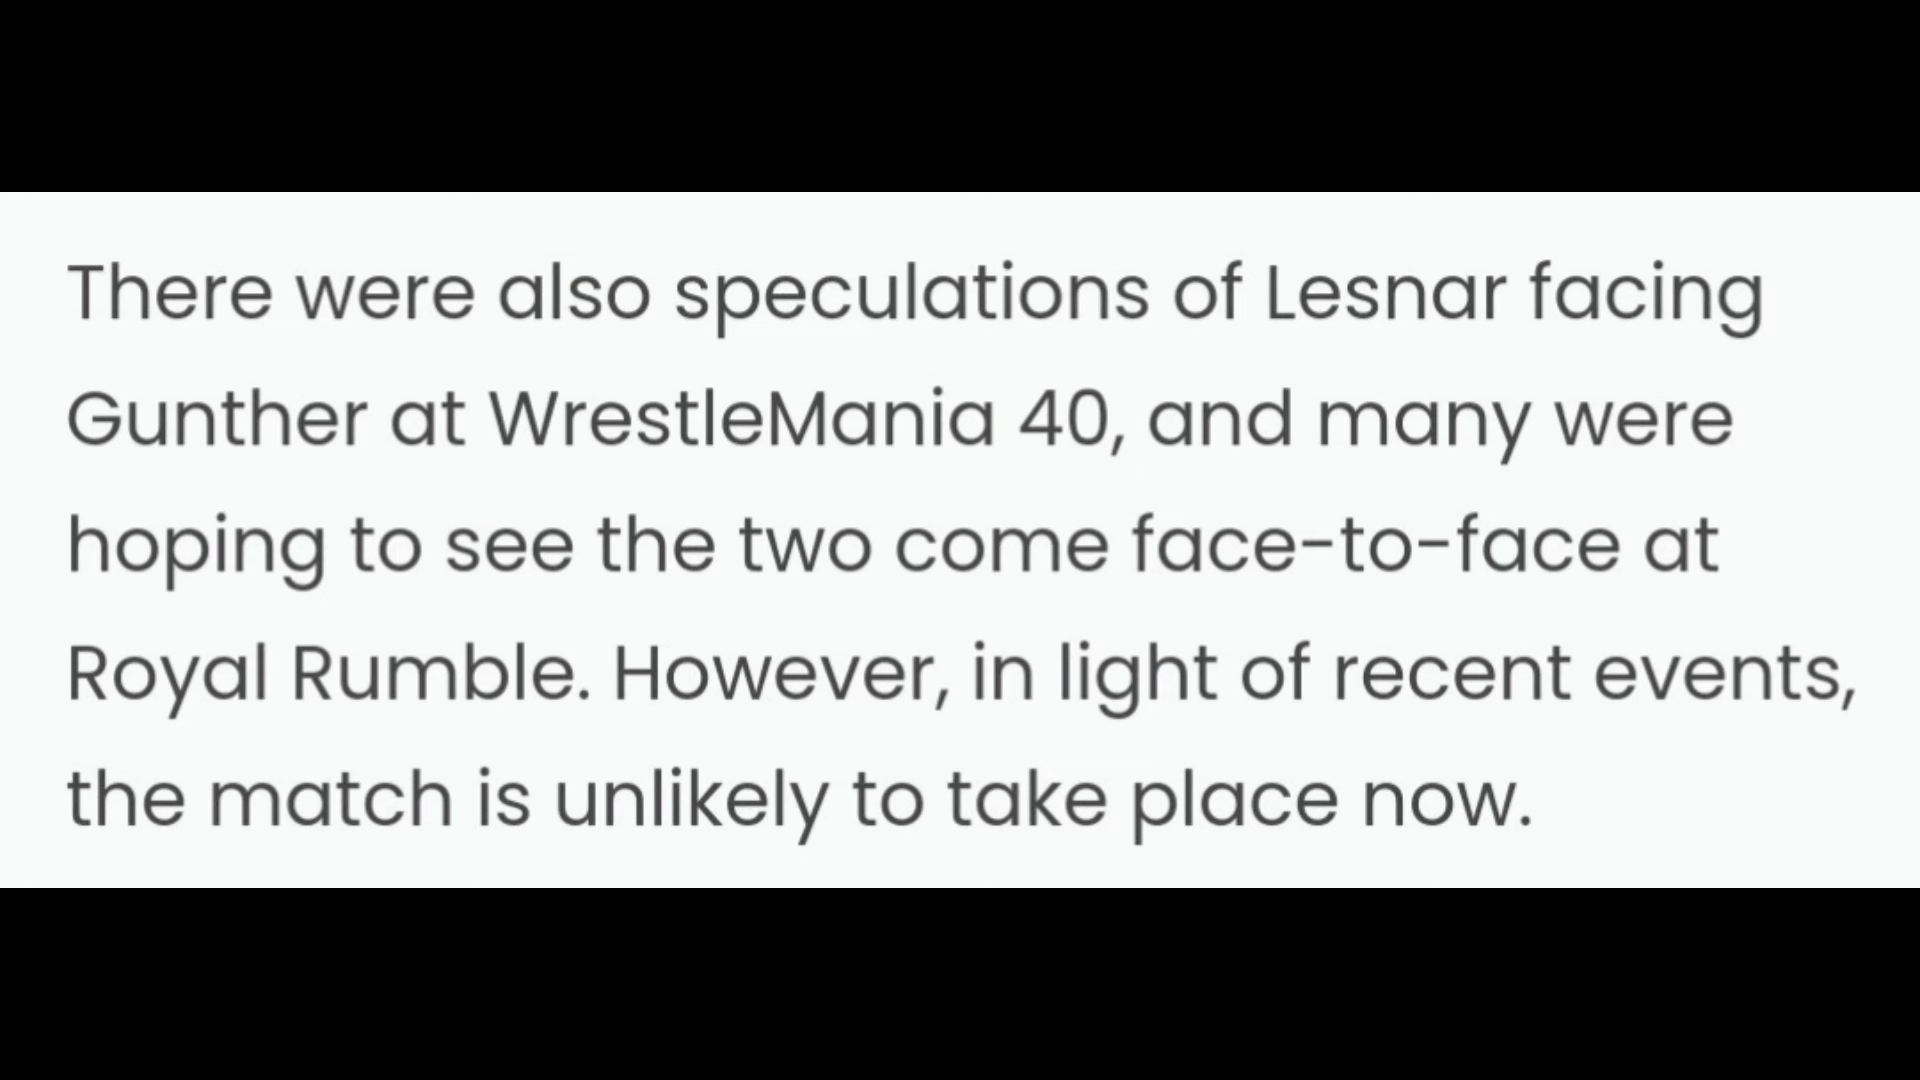 There were also speculations of Lesnar facing
Gunther at WrestleMania 40, and many were
hoping to see the two come face-to-face at
Royal Rumble. However, in light of recent events,
the match is unlikely to take place now.